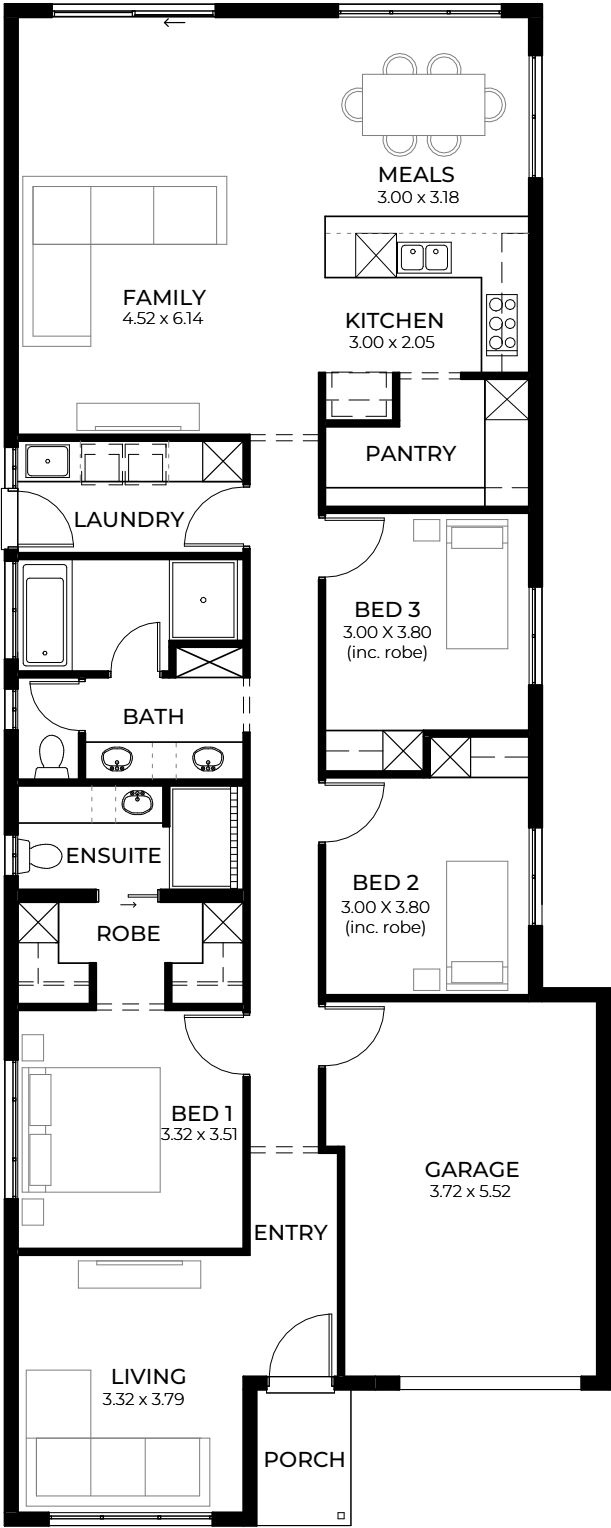 MEALS
3.00 x 3.18
FAMILY
4.52 x 6.14
KITCHEN
3.00 x 2.05
PANTRY
LAUNDRY
BED 3
3.00 X 3.80
(inc. robe)
BATH
ENSUITE
BED 2
3.00 X 3.80
(inc. robe)
ROBE
BED 1
3.32 x 3.51
GARAGE
3.72 x 5.52
ENTRY
LIVING
3.32 x 3.79
PORCH